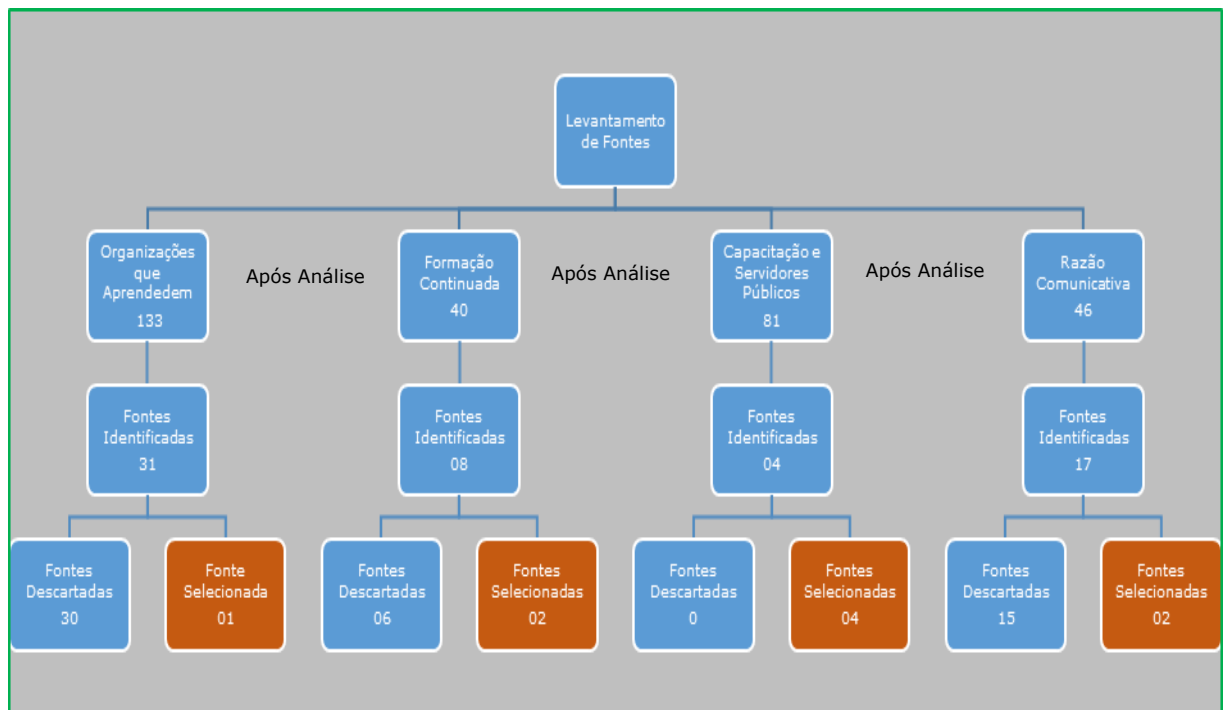 Levantamento
de Fontes
Organizações
que
Aprendedem
133
Após Análise
Formação
Continuada
40
Após Análise
Capacitação e
Servidores
Públicos
81
Após Análise
Razão
Comunicativa
46
Fontes
Identificadas
31
Fontes
Identificadas
08
Fontes
Identificadas
04
Fontes
Identificadas
17
Fontes
Descartadas
30
Fonte
Selecionada
01
Fontes
Descartadas
06
Fontes
Selecionadas
02
Fontes
Descartadas
0
Fontes
Selecionadas
04
Fontes
Descartadas
15
Fontes
Selecionadas
02